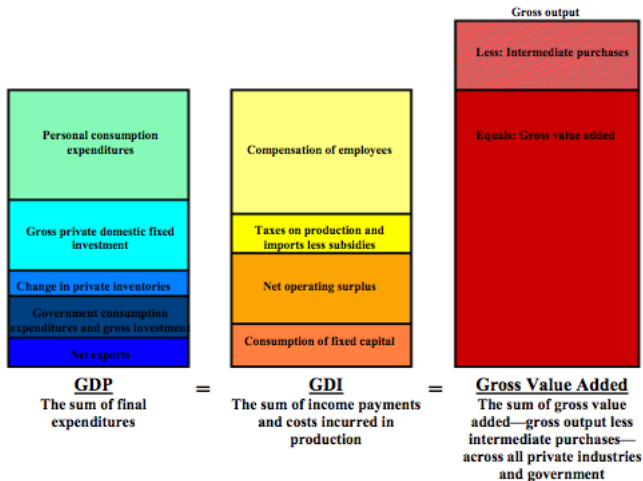 Gross output
Less: Intermediate purchases
Personal consumption
expenditures
Compensation of employees
Equals: Gross value added
Gross private domestic fixed
investment
Taxes on production and
imports less subsidies
Change in private inventories
Net operating surplus
Government consumption
expenditures and gross investment
Consumption of fixed capital
Net exports
GDP = GDI = Gross Value Added
The sum of final
expenditures
The sum of income payments
and costs incurred in
production
The sum of gross value
added—gross output less
intermediate purchases—
across all private industries
and government